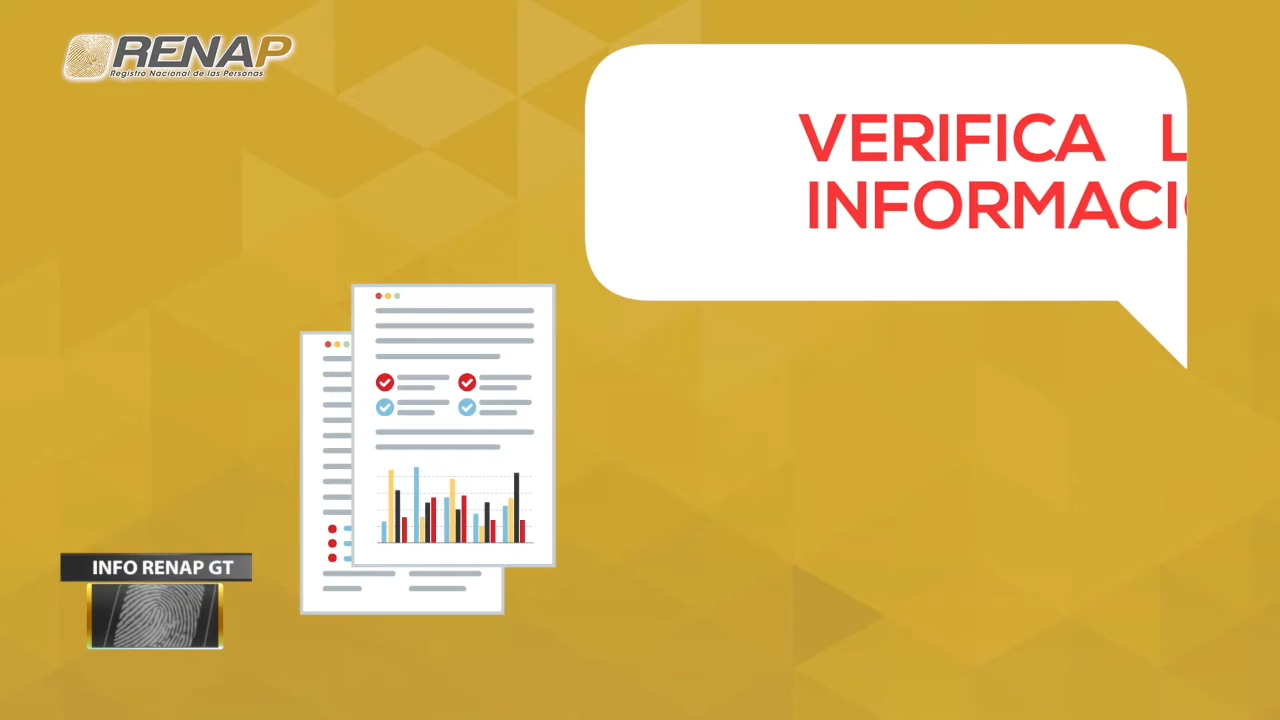 RENAP
Registro Nacional de las Personas
VERIFICA L
INFORMACI
INFO RENAP GT